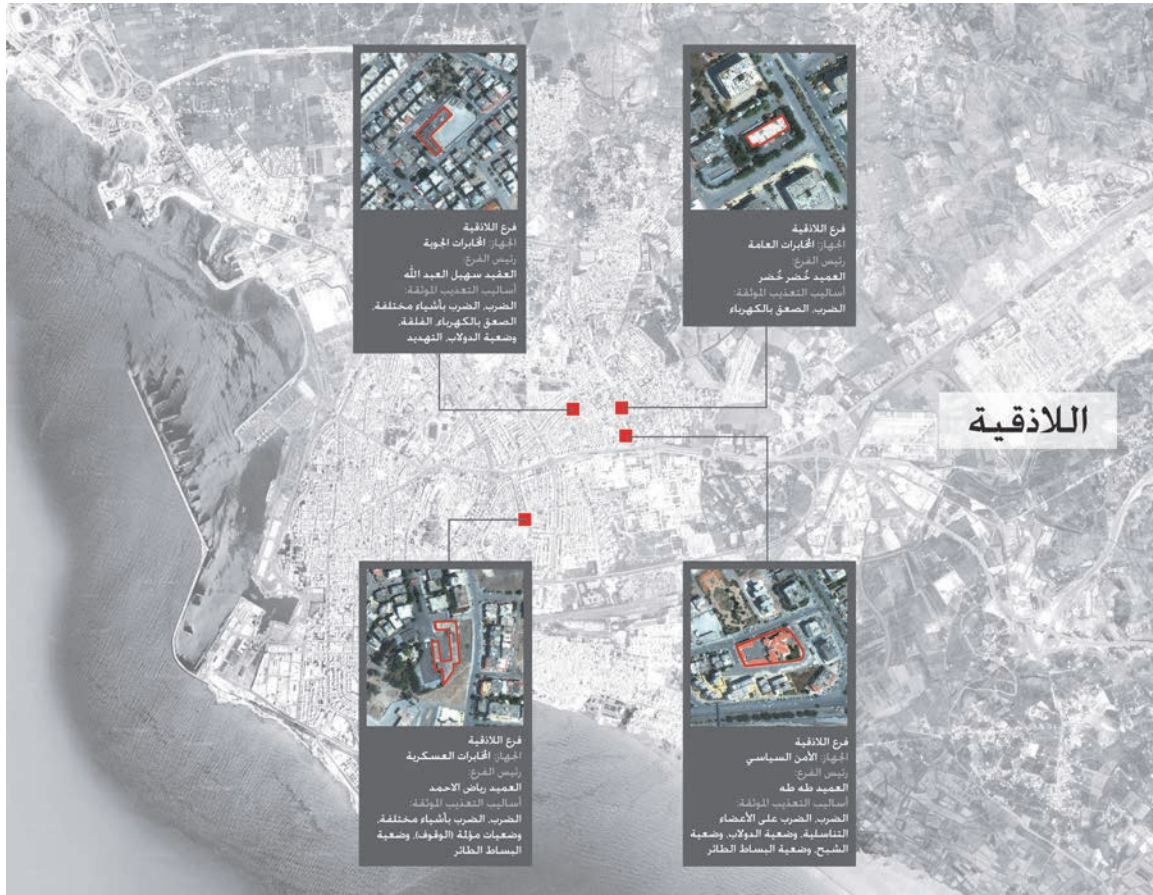 فرع اللاذقية
الجهاز: المخابرات العامة
رئيس الفرع:
العميد خُضر خُضر
أساليب التعذيب الموثقة:
الضرب، الصعق بالكهرباء
فرع اللاذقية
الجهاز: المخابرات الجوية
رئيس الفرع:
العقيد سهيل العبد الله
أساليب التعذيب الموثقة:
الضرب، الضرب بأشياء مختلفة،
الصعق بالكهرباء، الفلقة،
وضعية الدولاب، التهديد
اللاذقية
فرع اللاذقية
الجهاز: الأمن السياسي
رئيس الفرع:
العميد طه طه
أساليب التعذيب الموثقة:
الضرب، الضرب على الأعضاء
التناسلية، وضعية الدولاب، وضعية
الشبح، وضعية البساط الطائر
فرع اللاذقية
الجهاز: المخابرات العسكرية
رئيس الفرع:
العميد رياض الاحمد
أساليب التعذيب الموثقة:
الضرب، الضرب بأشياء مختلفة،
وضعيات مؤلمة (الوقوف)، وضعية
البساط الطائر